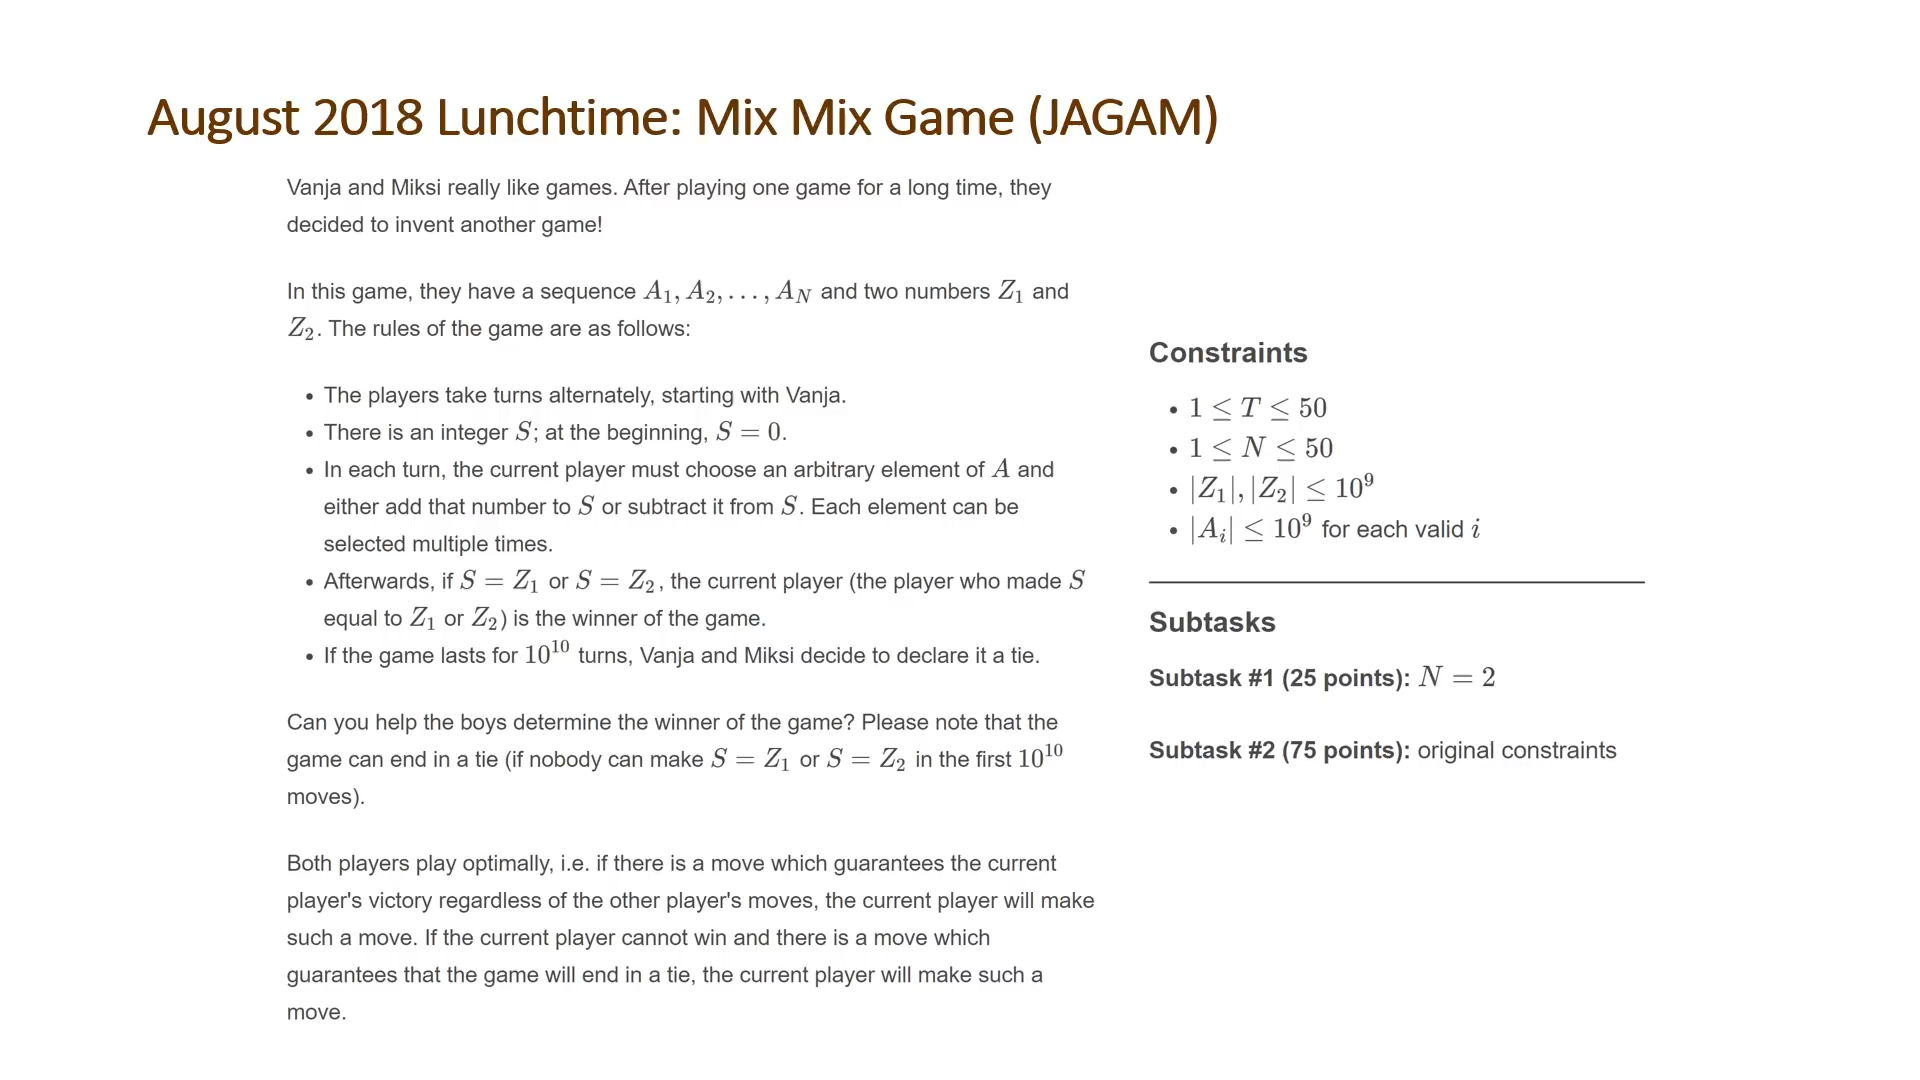 August 2018 Lunchtime: Mix Mix Game (JAGAM)
Vanja and Miksi really like games. After playing one game for a long time, they
decided to invent another game!
In this game, they have a sequence A₁, A₂, . . . , A_N and two numbers Z₁ and
Z₂. The rules of the game are as follows:
• The players take turns alternately, starting with Vanja.
• There is an integer S; at the beginning, S = 0.
• In each turn, the current player must choose an arbitrary element of A and
either add that number to S or subtract it from S. Each element can be
selected multiple times.
• Afterwards, if S = Z₁ or S = Z₂, the current player (the player who made S
equal to Z₁ or Z₂) is the winner of the game.
• If the game lasts for 10¹⁰ turns, Vanja and Miksi decide to declare it a tie.
Can you help the boys determine the winner of the game? Please note that the
game can end in a tie (if nobody can make S = Z₁ or S = Z₂ in the first 10¹⁰
moves).
Both players play optimally, i.e. if there is a move which guarantees the current
player's victory regardless of the other player's moves, the current player will make
such a move. If the current player cannot win and there is a move which
guarantees that the game will end in a tie, the current player will make such a
move.
Constraints
• 1 ≤ T ≤ 50
• 1 ≤ N ≤ 50
• |Z₁|, |Z₂| ≤ 10⁹
• |Aᵢ| ≤ 10⁹ for each valid i
Subtasks
Subtask #1 (25 points): N = 2
Subtask #2 (75 points): original constraints